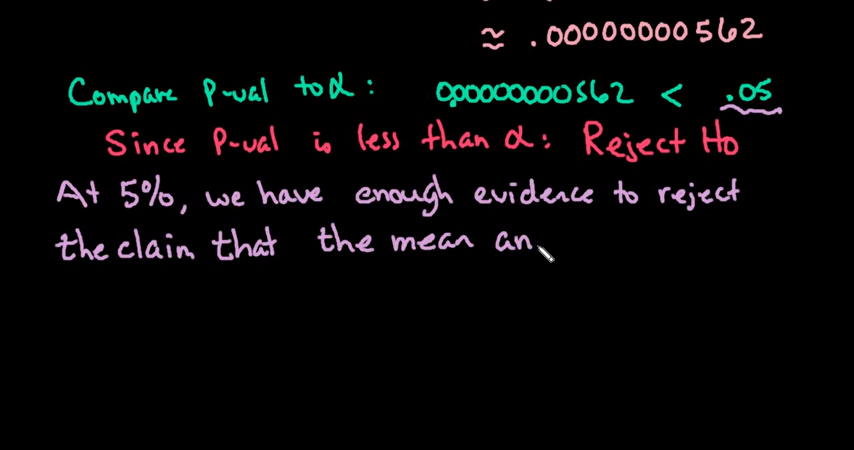 ≈ .00000000562
Compare P-val to α: 0.00000000562 < .05
Since P-val is less than α: Reject Ho
At 5%, we have enough evidence to reject
the claim that the mean an